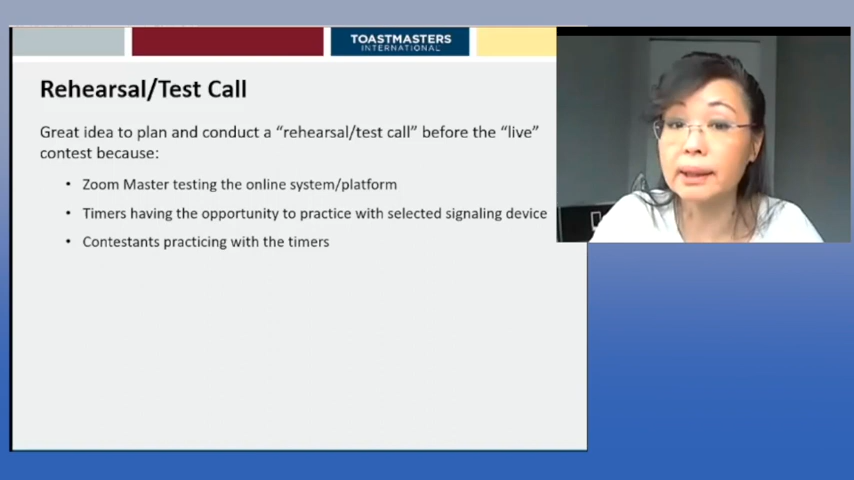 TOASTMASTERS
INTERNATIONAL
Rehearsal/Test Call
Great idea to plan and conduct a “rehearsal/test call” before the “live”
contest because:
• Zoom Master testing the online system/platform
• Timers having the opportunity to practice with selected signaling device
• Contestants practicing with the timers